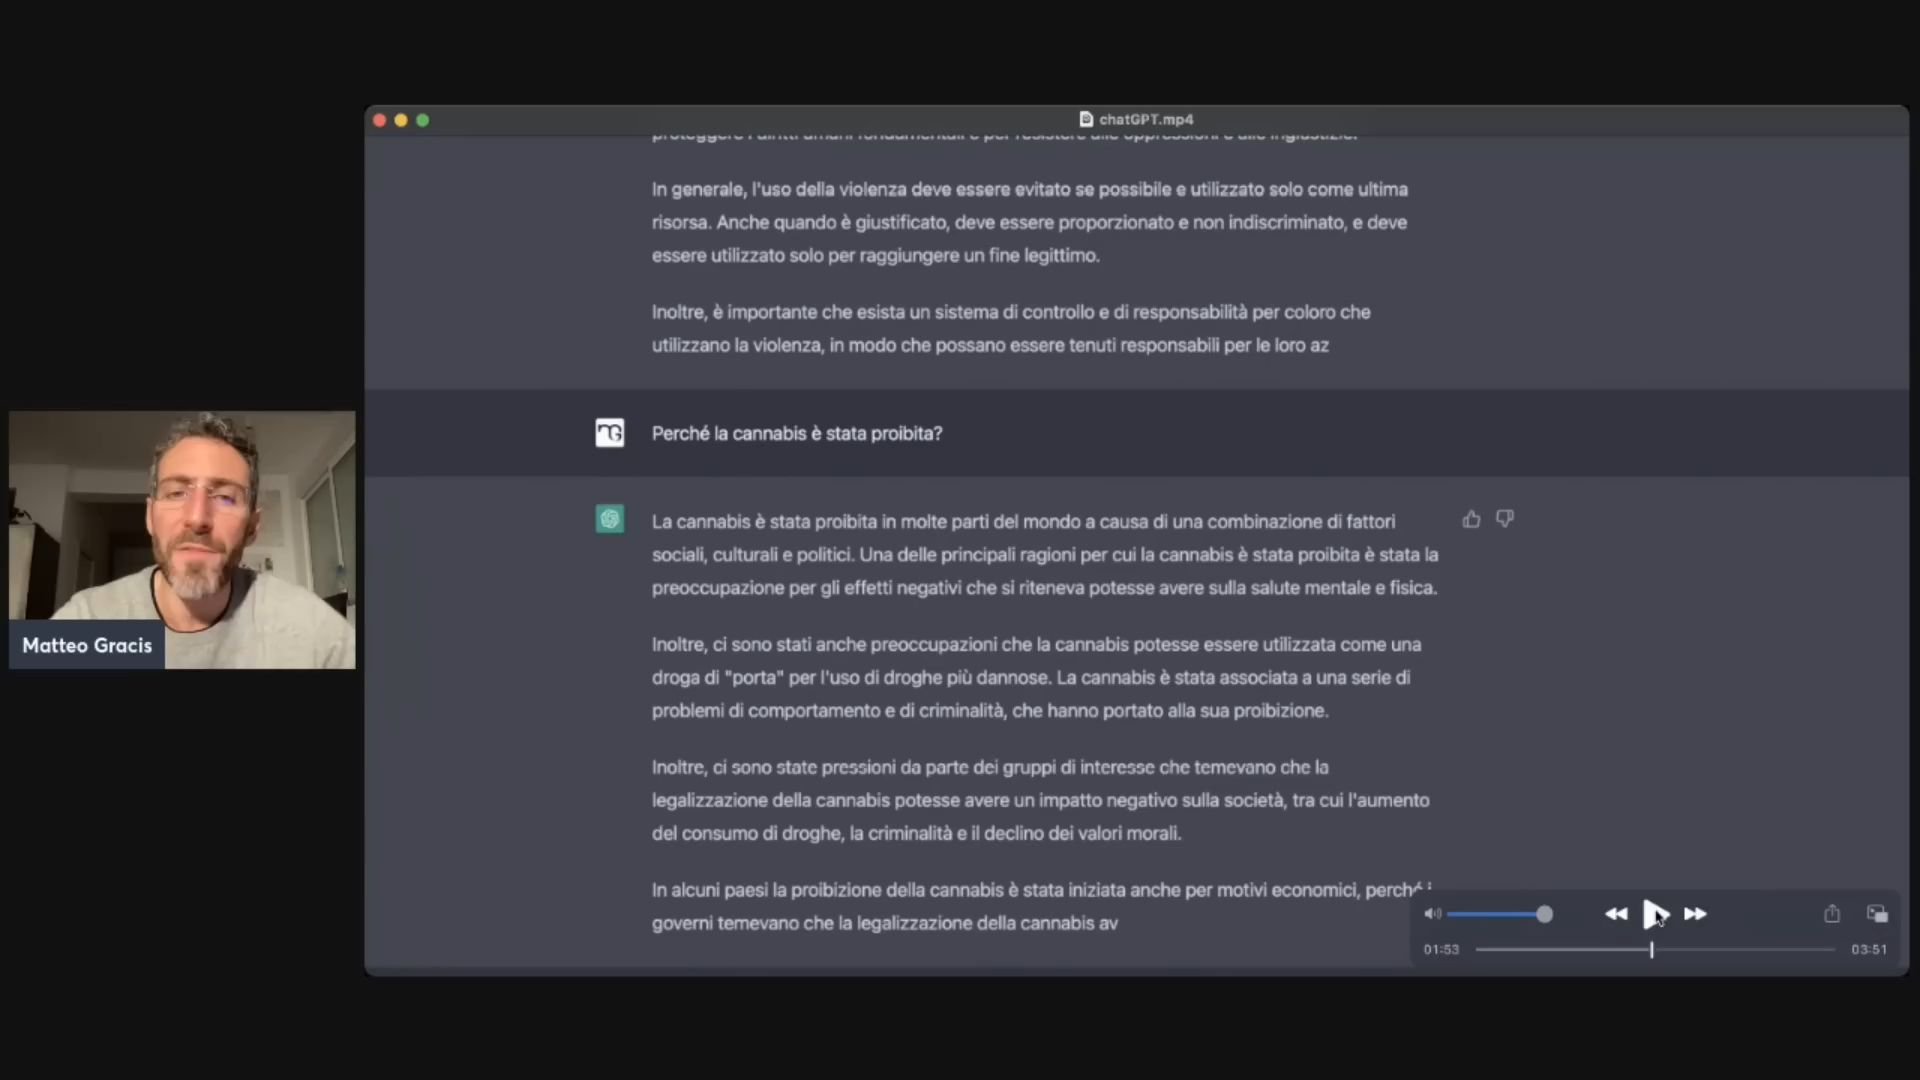 chatGPT.mp4
proteggere i diritti umani fondamentali e per resistere alle oppressioni e alle ingiustizie.
In generale, l'uso della violenza deve essere evitato se possibile e utilizzato solo come ultima
risorsa. Anche quando è giustificato, deve essere proporzionato e non indiscriminato, e deve
essere utilizzato solo per raggiungere un fine legittimo.
Inoltre, è importante che esista un sistema di controllo e di responsabilità per coloro che
utilizzano la violenza, in modo che possano essere tenuti responsabili per le loro az
Perché la cannabis è stata proibita?
La cannabis è stata proibita in molte parti del mondo a causa di una combinazione di fattori
sociali, culturali e politici. Una delle principali ragioni per cui la cannabis è stata proibita è stata la
preoccupazione per gli effetti negativi che si riteneva potesse avere sulla salute mentale e fisica.
Inoltre, ci sono stati anche preoccupazioni che la cannabis potesse essere utilizzata come una
droga di "porta" per l'uso di droghe più dannose. La cannabis è stata associata a una serie di
problemi di comportamento e di criminalità, che hanno portato alla sua proibizione.
Inoltre, ci sono state pressioni da parte dei gruppi di interesse che temevano che la
legalizzazione della cannabis potesse avere un impatto negativo sulla società, tra cui l'aumento
del consumo di droghe, la criminalità e il declino dei valori morali.
In alcuni paesi la proibizione della cannabis è stata iniziata anche per motivi economici, perché i
governi temevano che la legalizzazione della cannabis av
01:53
03:51
Matteo Gracis